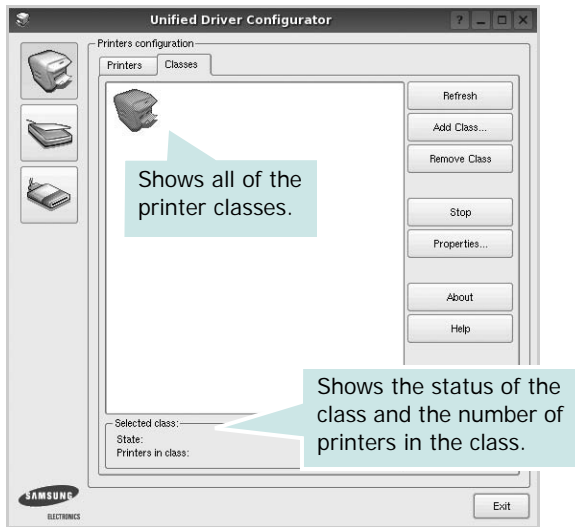 Unified Driver Configurator
Printers configuration
Printers Classes
Refresh
Add Class...
Remove Class
Shows all of the
printer classes.
Stop
Properties...
About
Help
Shows the status of the
class and the number of
printers in the class.
Selected class:
State:
Printers in class:
SAMSUNG
ELECTRONICS
Exit